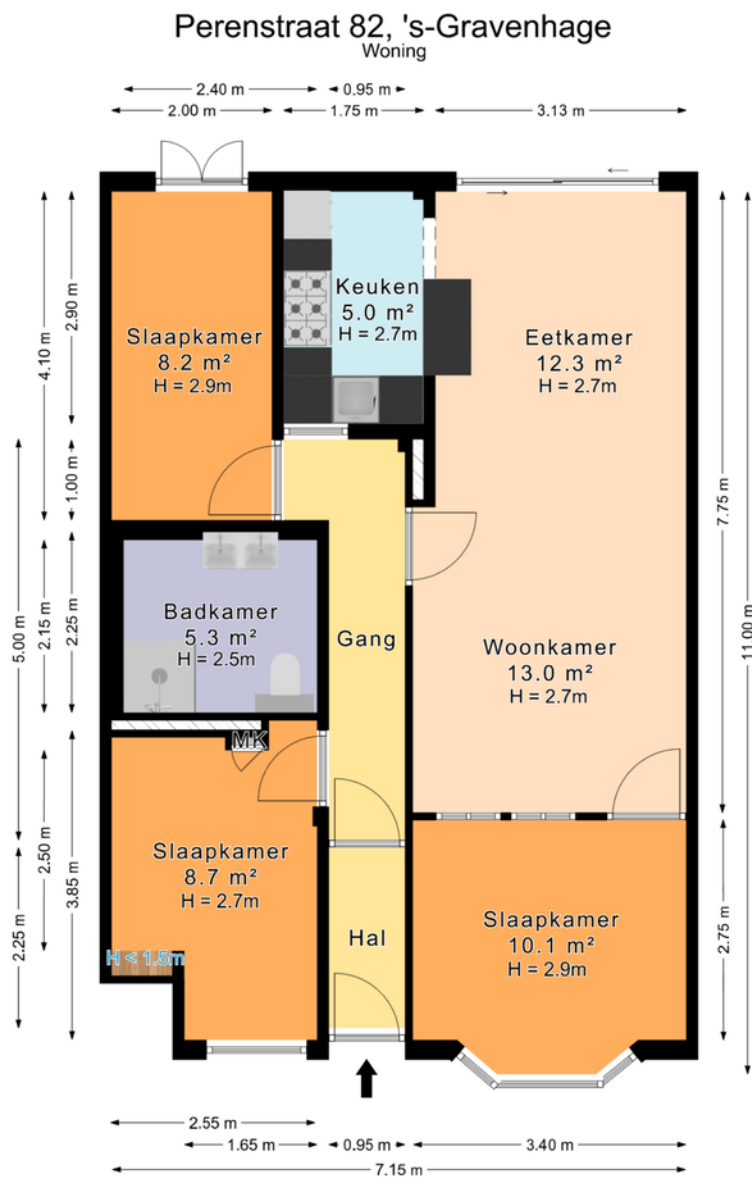 Perenstraat 82, 's-Gravenhage
Woning
2.40 m
0.95 m
2.00 m
1.75 m
3.13 m
4.10 m
2.90 m
1.00 m
5.00 m
2.15 m
2.25 m
2.50 m
3.85 m
2.25 m
7.75 m
11.00 m
2.75 m
Slaapkamer
8.2 m²
H = 2.9m
Keuken
5.0 m²
H = 2.7m
Eetkamer
12.3 m²
H = 2.7m
Badkamer
5.3 m²
H = 2.5m
Gang
Woonkamer
13.0 m²
H = 2.7m
MK
Slaapkamer
8.7 m²
H = 2.7m
H < 1.5m
Hal
Slaapkamer
10.1 m²
H = 2.9m
2.55 m
1.65 m
0.95 m
3.40 m
7.15 m